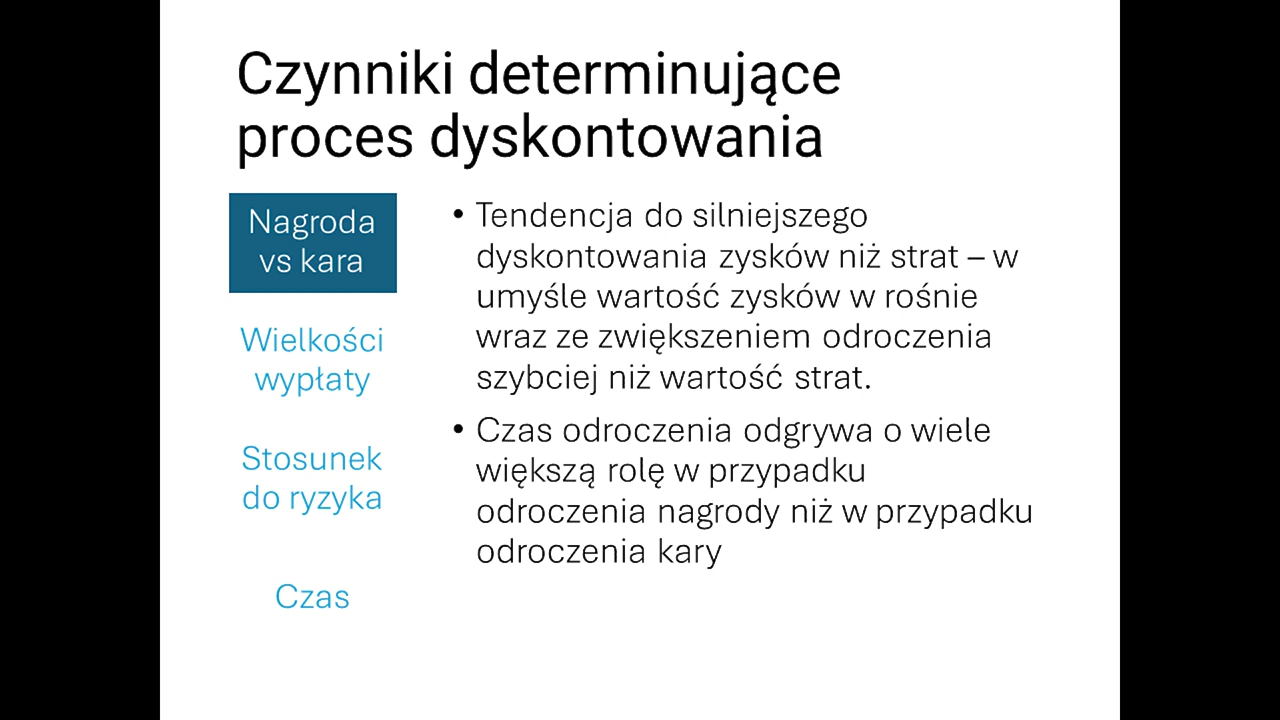 Czynniki determinujące
proces dyskontowania
Nagroda
vs kara
Wielkości
wypłaty
Stosunek
do ryzyka
Czas
• Tendencja do silniejszego
dyskontowania zysków niż strat – w
umyśle wartość zysków w rośnie
wraz ze zwiększeniem odroczenia
szybciej niż wartość strat.
• Czas odroczenia odgrywa o wiele
większą rolę w przypadku
odroczenia nagrody niż w przypadku
odroczenia kary